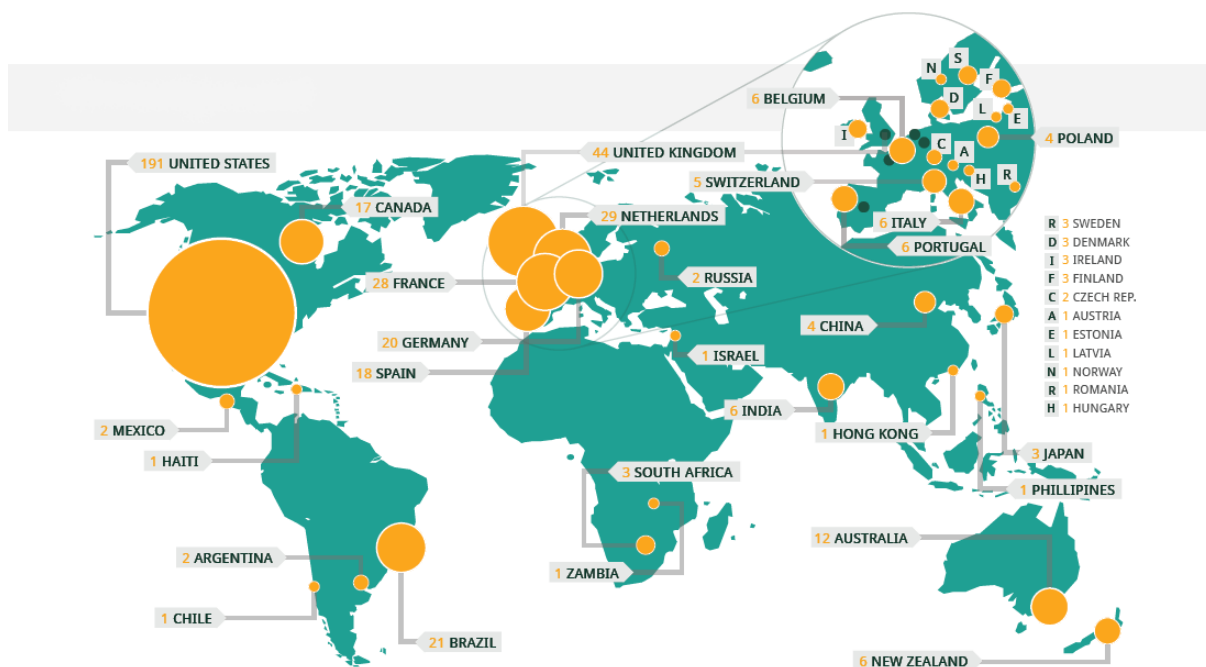 S
N
F
6 BELGIUM
D
L
E
I
4 POLAND
191 UNITED STATES
44 UNITED KINGDOM
C
A
H
R
5 SWITZERLAND
17 CANADA
29 NETHERLANDS
6 ITALY
6 PORTUGAL
R 3 SWEDEN
D 3 DENMARK
I 3 IRELAND
F 3 FINLAND
C 2 CZECH REP.
A 1 AUSTRIA
E 1 ESTONIA
L 1 LATVIA
N 1 NORWAY
R 1 ROMANIA
H 1 HUNGARY
28 FRANCE
2 RUSSIA
4 CHINA
20 GERMANY
1 ISRAEL
18 SPAIN
6 INDIA
2 MEXICO
1 HONG KONG
1 HAITI
3 JAPAN
3 SOUTH AFRICA
1 PHILLIPINES
12 AUSTRALIA
2 ARGENTINA
1 ZAMBIA
1 CHILE
21 BRAZIL
6 NEW ZEALAND